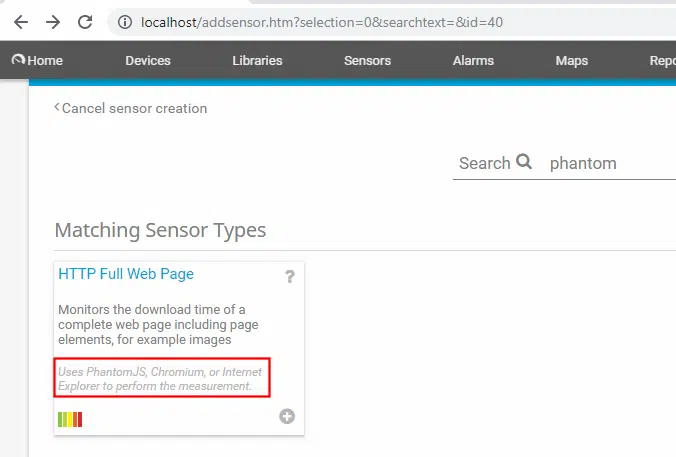 localhost/addsensor.htm?selection=0&searchtext=&id=40
Home Devices Libraries Sensors Alarms Maps Repo
Cancel sensor creation
Search phantom
Matching Sensor Types
HTTP Full Web Page ?
Monitors the download time of a
complete web page including page
elements, for example images
Uses PhantomJS, Chromium, or Internet
Explorer to perform the measurement.